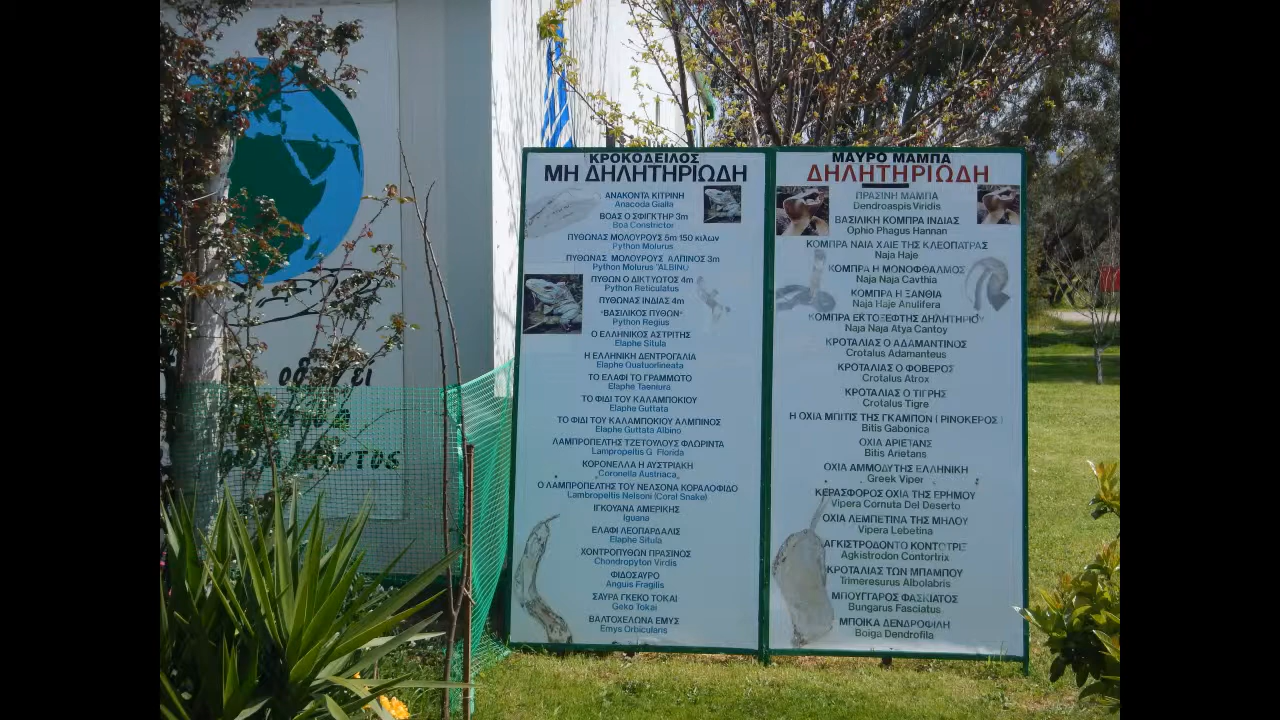 ΚΡΟΚΟΔΕΙΛΟΣ
ΜΗ ΔΗΛΗΤΗΡΙΩΔΗ
ΑΝΑΚΟΝΤΑ ΚΙΤΡΙΝΗ
Anacoda Gialla
ΒΟΑΣ Ο ΣΦΙΓΚΤΗΡ 3m
Boa Constrictor
ΠΥΘΩΝΑΣ ΜΟΛΟΥΡΟΥΣ 5m 150 κιλων
Python Molurus
ΠΥΘΩΝΑΣ ΜΟΛΟΥΡΟΥΣ ΑΛΠΙΝΟΣ 3m
Python Molurus "ALBINO
ΠΥΘΩΝ Ο ΔΙΚΤΥΩΤΟΣ 4m
Python Reticulatus
ΠΥΘΩΝΑΣ ΙΝΔΙΑΣ 4m
"ΒΑΣΙΛΙΚΟΣ ΠΥΘΩΝ"
Python Regius
Ο ΕΛΛΗΝΙΚΟΣ ΑΣΤΡΙΤΗΣ
Elaphe Situla
Η ΕΛΛΗΝΙΚΗ ΔΕΝΤΡΟΓΑΛΙΑ
Elaphe Quatuorlineata
ΤΟ ΕΛΑΦΙ ΤΟ ΓΡΑΜΜΩΤΟ
Elaphe Taeniura
ΤΟ ΦΙΔΙ ΤΟΥ ΚΑΛΑΜΠΟΚΙΟΥ
Elaphe Guttata
ΤΟ ΦΙΔΙ ΤΟΥ ΚΑΛΑΜΠΟΚΙΟΥ ΑΛΜΠΙΝΟΣ
Elaphe Guttata Albino
ΛΑΜΠΡΟΠΕΛΤΗΣ ΤΖΕΤΟΥΛΟΥΣ ΦΛΩΡΙΝΤΑ
Lampropeltis G Florida
ΚΟΡΟΝΕΛΛΑ Η ΑΥΣΤΡΙΑΚΗ
Coronella Austriaca
Ο ΛΑΜΠΡΟΠΕΛΤΗΣ ΤΟΥ ΝΕΛΣΟΝΑ ΚΟΡΑΛΟΦΙΔΟ
Lambropeltis Nelsoni (Coral Snake)
ΙΓΚΟΥΑΝΑ ΑΜΕΡΙΚΗΣ
Iguana
ΕΛΑΦΙ ΛΕΟΠΑΡΔΑΛΙΣ
Elaphe Situla
ΧΟΝΤΡΟΠΥΘΩΝ ΠΡΑΣΙΝΟΣ
Chondropyton Virdis
ΦΙΔΟΣΑΥΡΟ
Anguis Fragilis
ΣΑΥΡΑ ΓΚΕΚΟ ΤΟΚΑΙ
Geko Tokai
ΒΑΛΤΟΧΕΛΩΝΑ ΕΜΥΣ
Emys Orbicularis
ΜΑΥΡΟ ΜΑΜΠΑ
ΔΗΛΗΤΗΡΙΩΔΗ
ΠΡΑΣΙΝΗ ΜΑΜΠΑ
Dendroaspis Viridis
ΒΑΣΙΛΙΚΗ ΚΟΜΠΡΑ ΙΝΔΙΑΣ
Ophio Phagus Hannan
ΚΟΜΠΡΑ ΝΑΙΑ ΧΑΙΕ ΤΗΣ ΚΛΕΟΠΑΤΡΑΣ
Naja Haje
ΚΟΜΠΡΑ Η ΜΟΝΟΦΘΑΛΜΟΣ
Naja Naja Cavthia
ΚΟΜΠΡΑ Η ΞΑΝΘΙΑ
Naja Haje Anulifera
ΚΟΜΠΡΑ ΕΚΤΟΞΕΦΤΗΣ ΔΗΛΗΤΗΡΙΟΥ
Naja Naja Atya Cantoy
ΚΡΟΤΑΛΙΑΣ Ο ΑΔΑΜΑΝΤΙΝΟΣ
Crotalus Adamanteus
ΚΡΟΤΑΛΙΑΣ Ο ΦΟΒΕΡΟΣ
Crotalus Atrox
ΚΡΟΤΑΛΙΑΣ Ο ΤΙΓΡΗΣ
Crotalus Tigre
Η ΟΧΙΑ ΜΠΙΤΙΣ ΤΗΣ ΓΚΑΜΠΟΝ ( ΡΙΝΟΚΕΡΟΣ )
Bitis Gabonica
ΟΧΙΑ ΑΡΙΕΤΑΝΣ
Bitis Arietans
ΟΧΙΑ ΑΜΜΟΔΥΤΗΣ ΕΛΛΗΝΙΚΗ
Greek Viper
ΚΕΡΑΣΦΟΡΟΣ ΟΧΙΑ ΤΗΣ ΕΡΗΜΟΥ
Vipera Cornuta Del Deserto
ΟΧΙΑ ΛΕΜΠΕΤΙΝΑ ΤΗΣ ΜΗΛΟΥ
Vipera Lebetina
ΑΓΚΙΣΤΡΟΔΟΝΤΟ ΚΟΝΤΟΤΡΙΞ
Agkistrodon Contortrix
ΚΡΟΤΑΛΙΑΣ ΤΩΝ ΜΠΑΜΠΟΥ
Trimeresurus Albolabris
ΜΠΟΥΓΓΑΡΟΣ ΦΑΣΚΙΑΤΟΣ
Bungarus Fasciatus
ΜΠΟΙΚΑ ΔΕΝΔΡΟΦΙΛΗ
Boiga Dendrofila